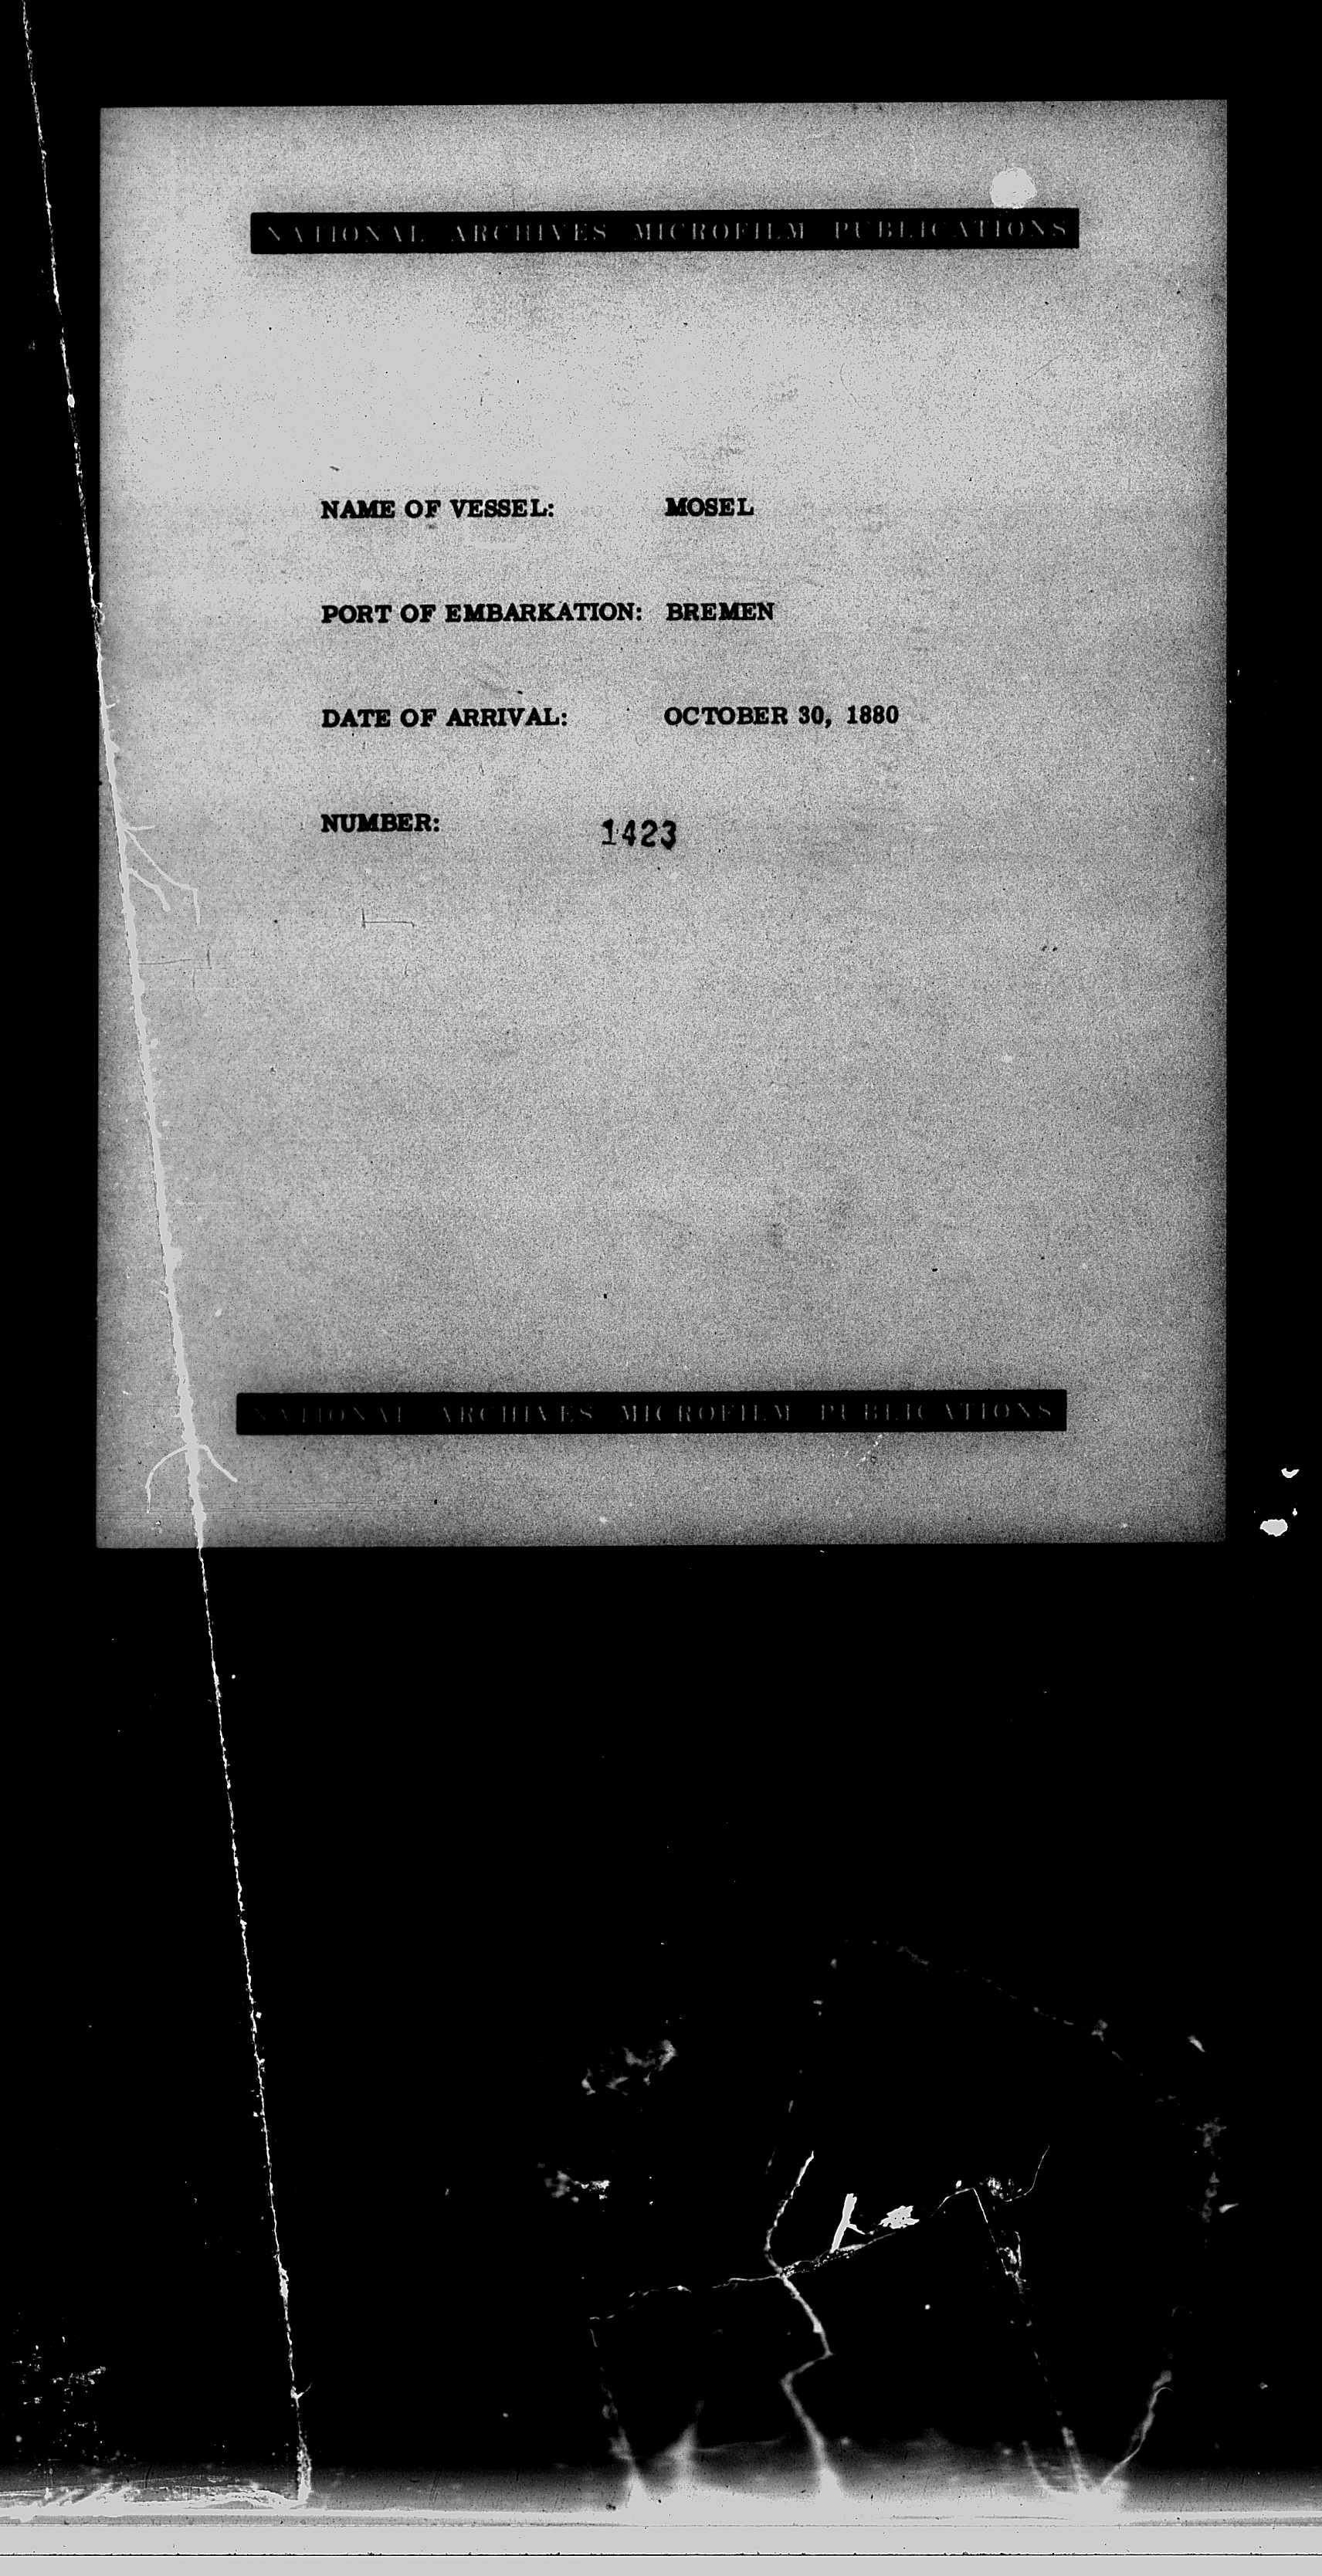 NATIONAL ARCHIVES MICROFILM PUBLICATIONS
NAME OF VESSEL: MOSEL
PORT OF EMBARKATION: BREMEN
DATE OF ARRIVAL: OCTOBER 30, 1880
NUMBER: 1423
NATIONAL ARCHIVES MICROFILM PUBLICATIONS